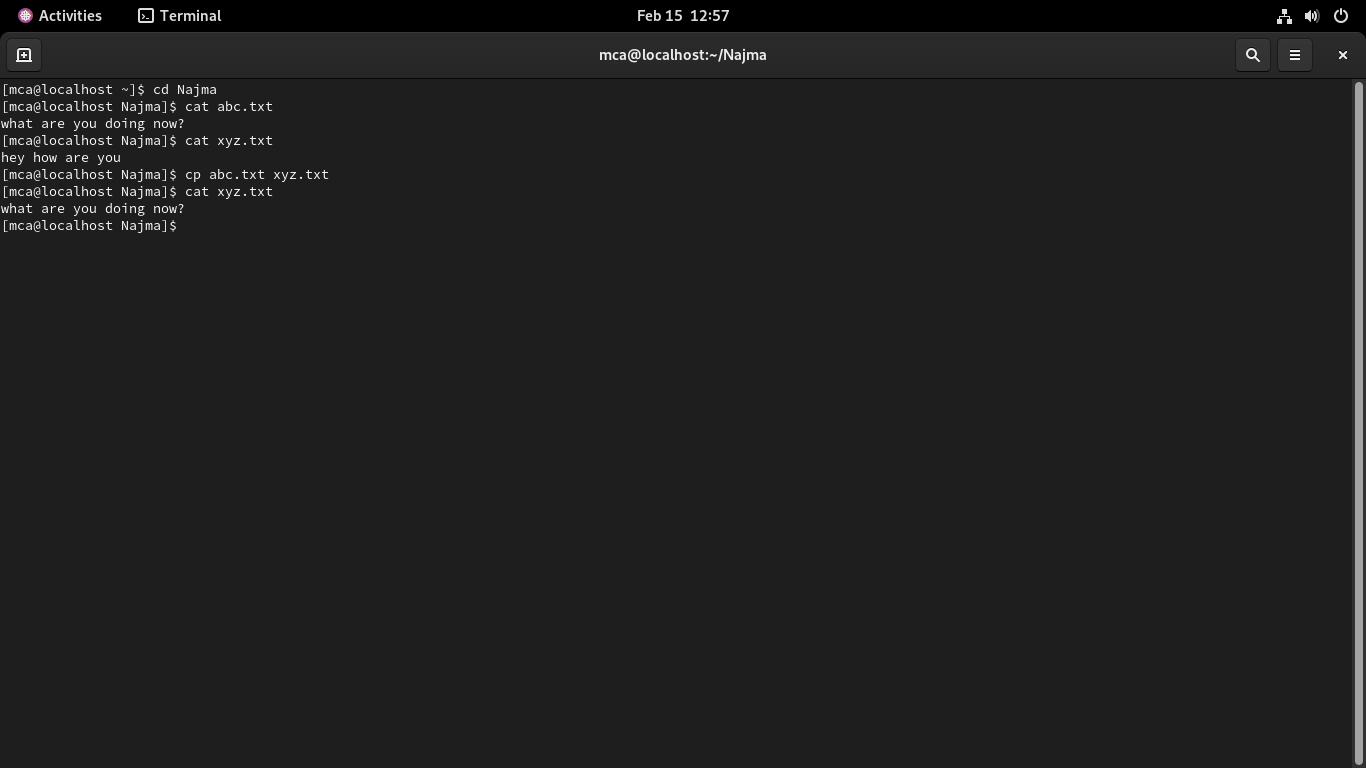 Activities Terminal Feb 15 12:57
mca@localhost:~/Najma
[mca@localhost ~]$ cd Najma
[mca@localhost Najma]$ cat abc.txt
what are you doing now?
[mca@localhost Najma]$ cat xyz.txt
hey how are you
[mca@localhost Najma]$ cp abc.txt xyz.txt
[mca@localhost Najma]$ cat xyz.txt
what are you doing now?
[mca@localhost Najma]$